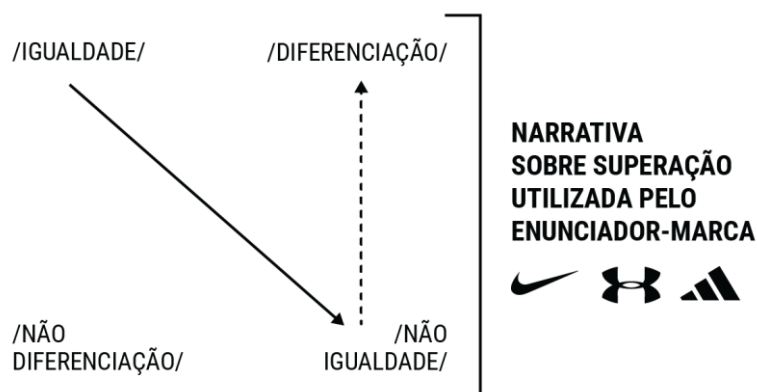 /IGUALDADE/
/DIFERENCIAÇÃO/
NARRATIVA
SOBRE SUPERAÇÃO
UTILIZADA PELO
ENUNCIADOR-MARCA
/NÃO
DIFERENCIAÇÃO/
/NÃO
IGUALDADE/